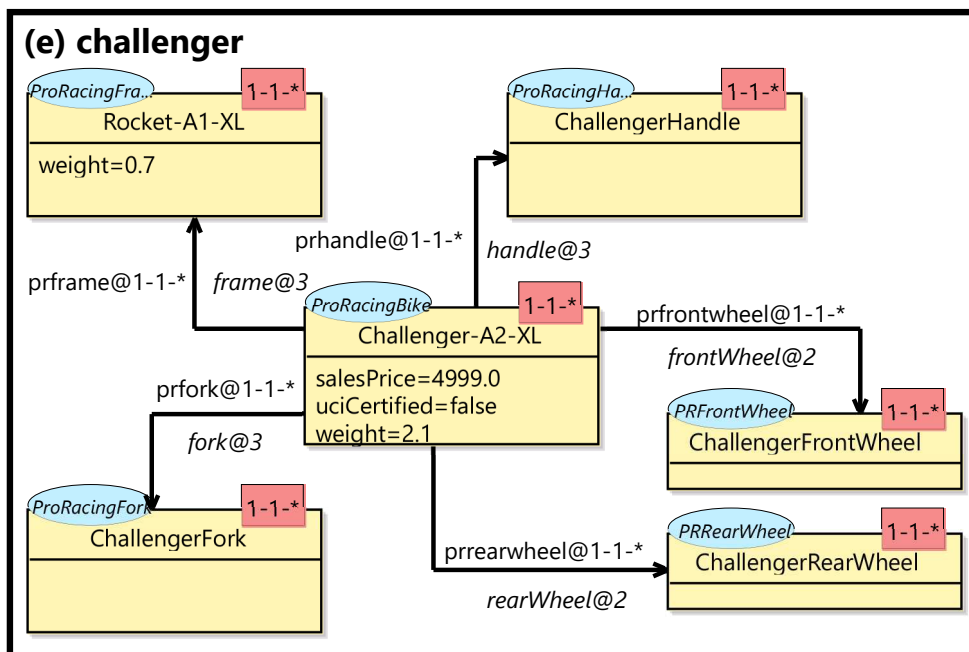 (e) challenger
ProRacingFra...
1-1-*
Rocket-A1-XL
weight=0.7
ProRacingHa...
1-1-*
ChallengerHandle
prhandle@1-1-*
handle@3
prframe@1-1-*
frame@3
ProRacingBike
1-1-*
Challenger-A2-XL
salesPrice=4999.0
uciCertified=false
weight=2.1
prfrontwheel@1-1-*
frontWheel@2
prfork@1-1-*
fork@3
PRFrontWheel
1-1-*
ChallengerFrontWheel
ProRacingFork
1-1-*
ChallengerFork
prrearwheel@1-1-*
rearWheel@2
PRRearWheel
1-1-*
ChallengerRearWheel